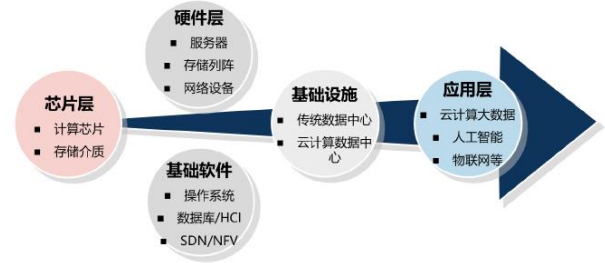 芯片层
▪ 计算芯片
▪ 存储介质
硬件层
▪ 服务器
▪ 存储列阵
▪ 网络设备
基础软件
▪ 操作系统
▪ 数据库/HCI
▪ SDN/NFV
基础设施
▪ 传统数据中心
▪ 云计算数据中
心
应用层
▪ 云计算大数据
▪ 人工智能
▪ 物联网等